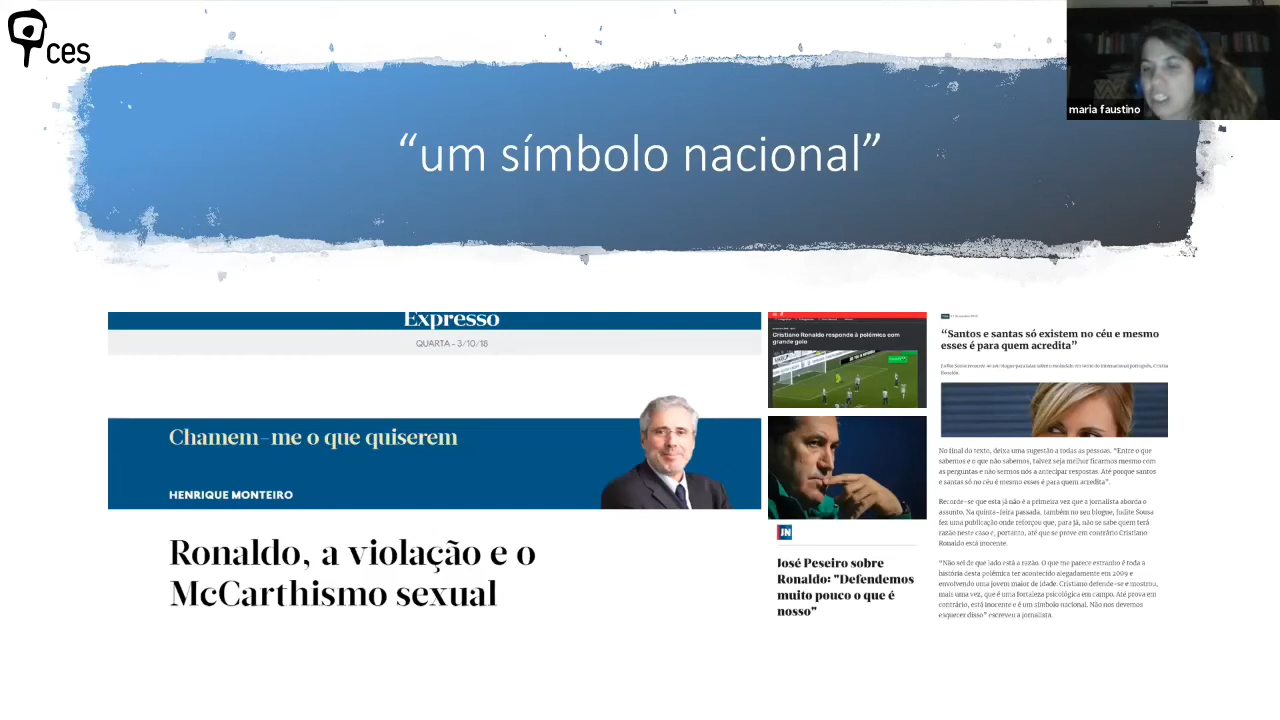 ces
maria faustino
“um símbolo nacional”
Expresso
QUARTA - 3/10/18
Chamem-me o que quiserem
HENRIQUE MONTEIRO
Ronaldo, a violação e o
McCarthismo sexual
Cristiano Ronaldo responde à polémica com
grande golo
JN
José Peseiro sobre
Ronaldo: "Defendemos
muito pouco o que é
nosso"
“Santos e santas só existem no céu e mesmo
esses é para quem acredita”
No final do texto, deixa uma sugestão a todas as pessoas. "Entre o que
sabemos e o que não sabemos, talvez seja melhor ficarmos mesmo com
as perguntas e não sermos nós a antecipar respostas. Até porque santos
e santas só no céu e é mesmo esses é para quem acredita".
Recorde-se que esta já não é a primeira vez que a jornalista aborda o
assunto. Na quinta-feira passada, também no seu blogue, Judite Sousa
fez uma publicação onde reforçou que, para já, não se sabe quem terá
razão neste caso e, portanto, até que se prove em contrário Cristiano
Ronaldo está inocente.
"Não sei de que lado está a razão. O que me parece estranho é toda a
história desta polémica ter acontecido alegadamente em 2009 e
envolvendo uma jovem maior de idade. Cristiano defende-se e mostrou,
mais uma vez, que é uma fortaleza psicológica em campo. Até prova em
contrário, está inocente e é um símbolo nacional. Não nos devemos
esquecer disso" escreveu a jornalista.